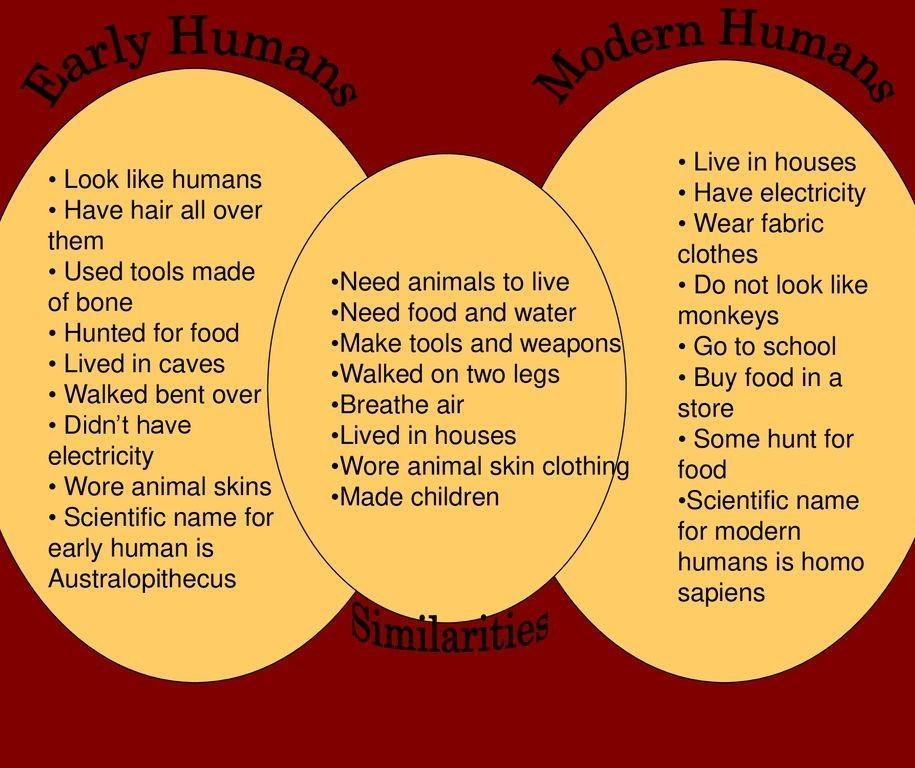 Early Humans
Modern Humans
• Look like humans
• Have hair all over
them
• Used tools made
of bone
• Hunted for food
• Lived in caves
• Walked bent over
• Didn't have
electricity
• Wore animal skins
• Scientific name for
early human is
Australopithecus
•Need animals to live
•Need food and water
•Make tools and weapons
•Walked on two legs
•Breathe air
•Lived in houses
•Wore animal skin clothing
•Made children
Similarities
• Live in houses
• Have electricity
• Wear fabric
clothes
• Do not look like
monkeys
• Go to school
• Buy food in a
store
• Some hunt for
food
•Scientific name
for modern
humans is homo
sapiens